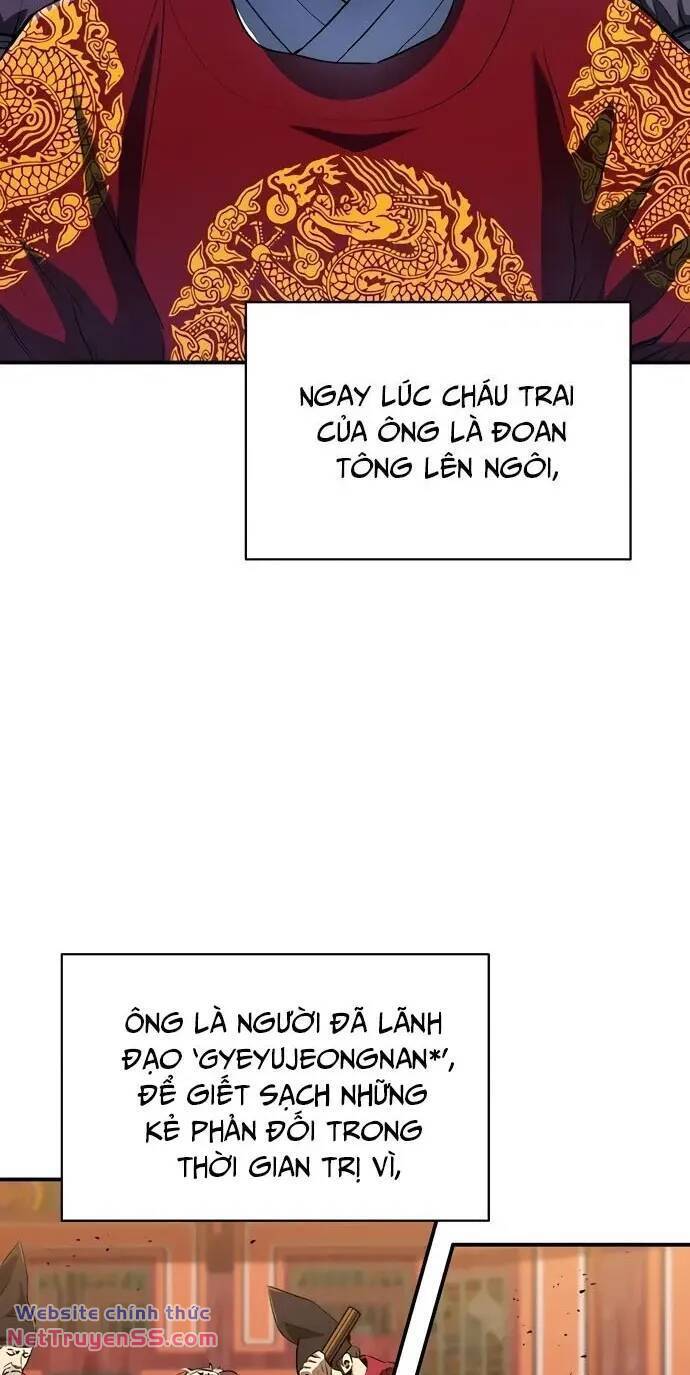 NGAY LÚC CHÁU TRAI
CỦA ÔNG LÀ ĐOAN
TÔNG LÊN NGÔI,
ÔNG LÀ NGƯỜI ĐÃ LÃNH
ĐẠO ‘GYEYUJEONGNAN*’,
ĐỂ GIẾT SẠCH NHỮNG
KẺ PHẢN ĐỐI TRONG
THỜI GIAN TRỊ VÌ,
Website chính thức
NetTruyenSS.com